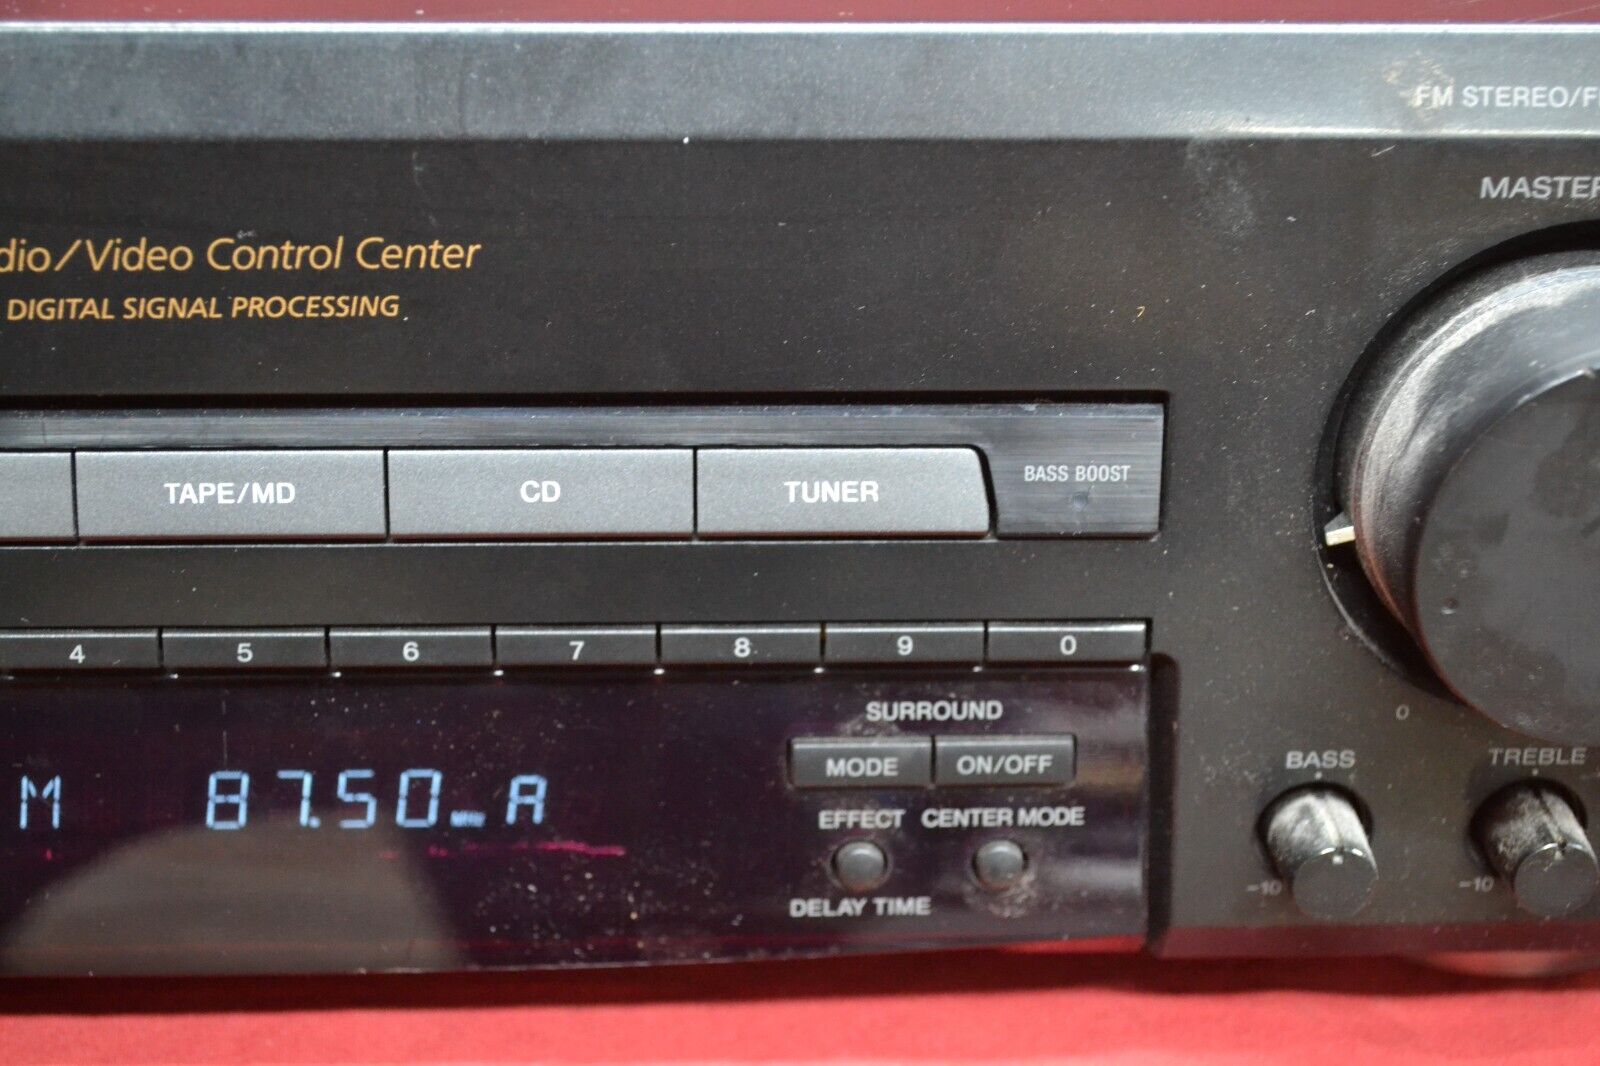 FM STEREO/F
MASTER
dio/Video Control Center
DIGITAL SIGNAL PROCESSING
TAPE/MD CD TUNER BASS BOOST
4 5 6 7 8 9 0
SURROUND
MODE ON/OFF
M 87.50 MHz A
EFFECT CENTER MODE
DELAY TIME
0
BASS TREBLE
-10 -10